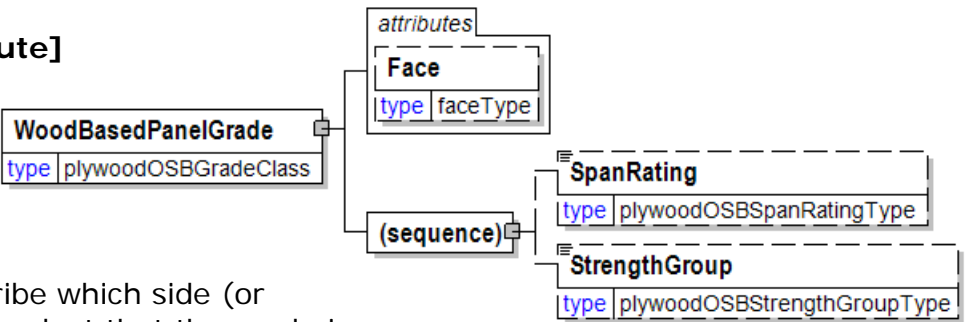 ute]
attributes
Face
type faceType
WoodBasedPanelGrade
type plywoodOSBGradeClass
SpanRating
type plywoodOSBSpanRatingType
(sequence)
StrengthGroup
type plywoodOSBStrengthGroupType
ribe which side (or